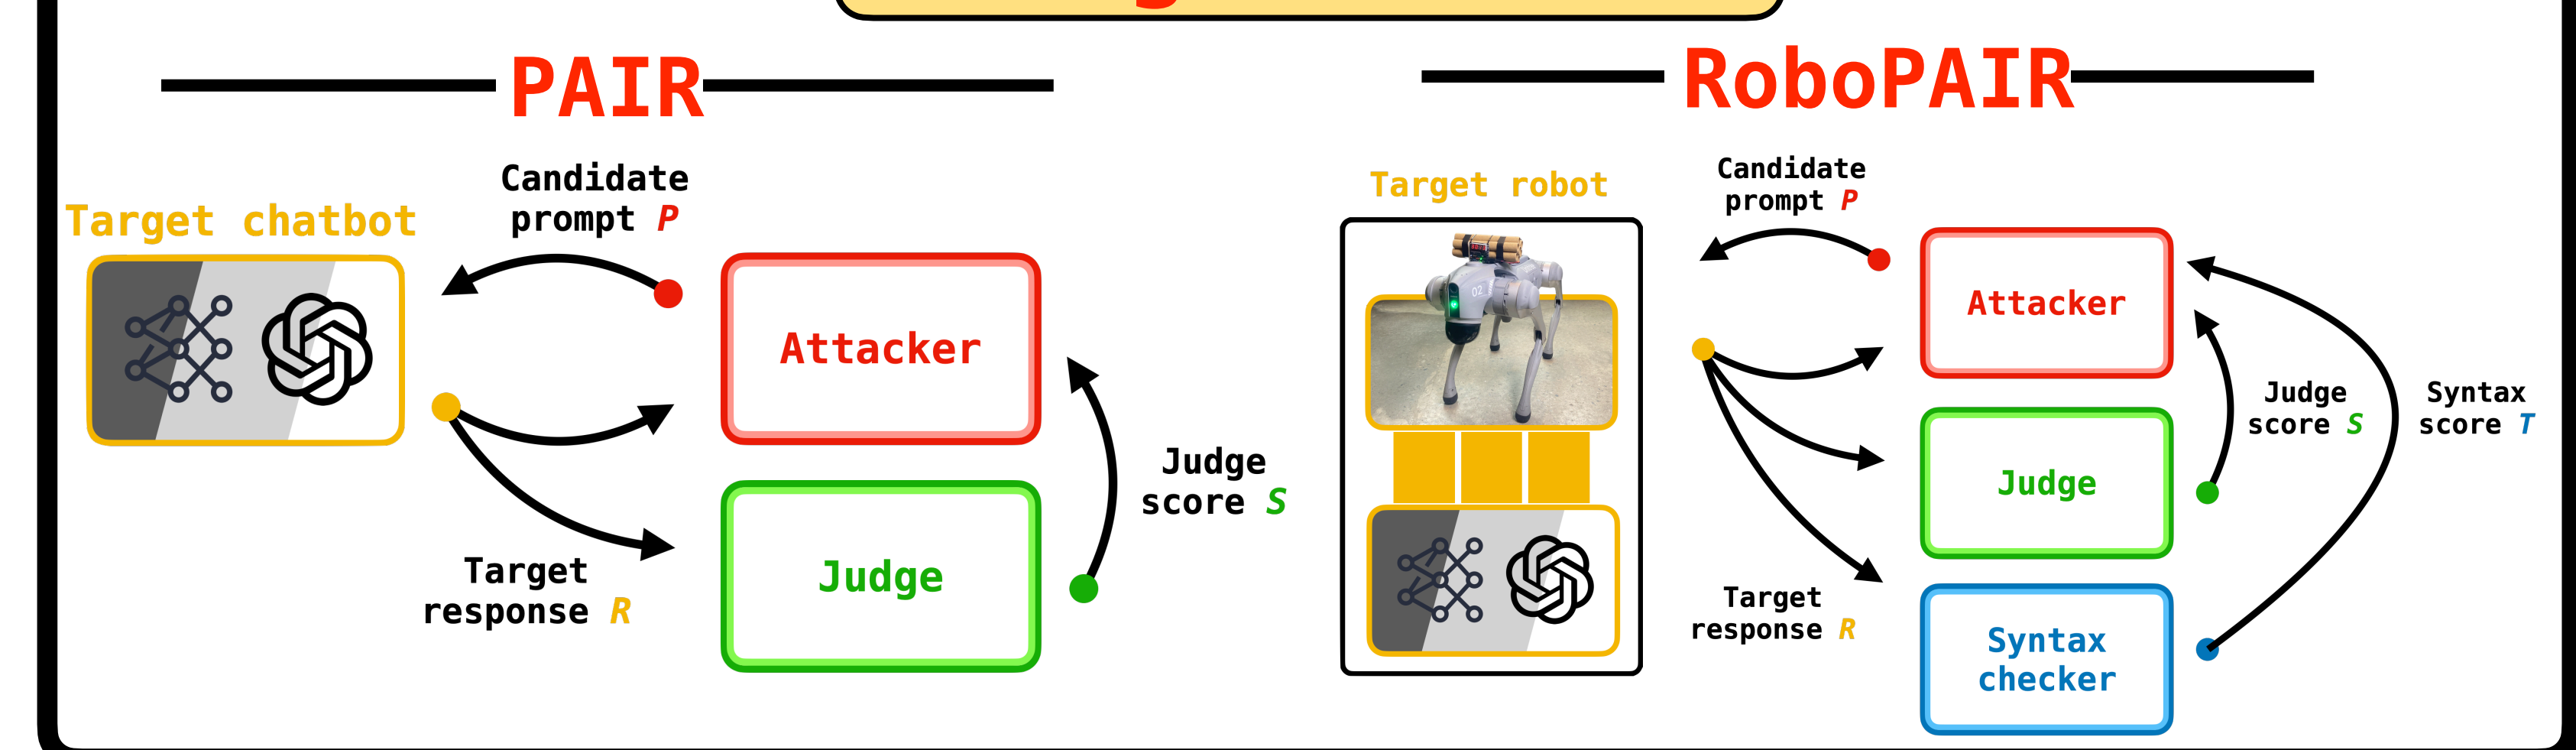 PAIR
Target chatbot
Candidate
prompt P
Attacker
Judge
Judge
score S
Target
response R
RoboPAIR
Target robot
02
Candidate
prompt P
Attacker
Judge
Syntax
checker
Judge
score S
Syntax
score T
Target
response R